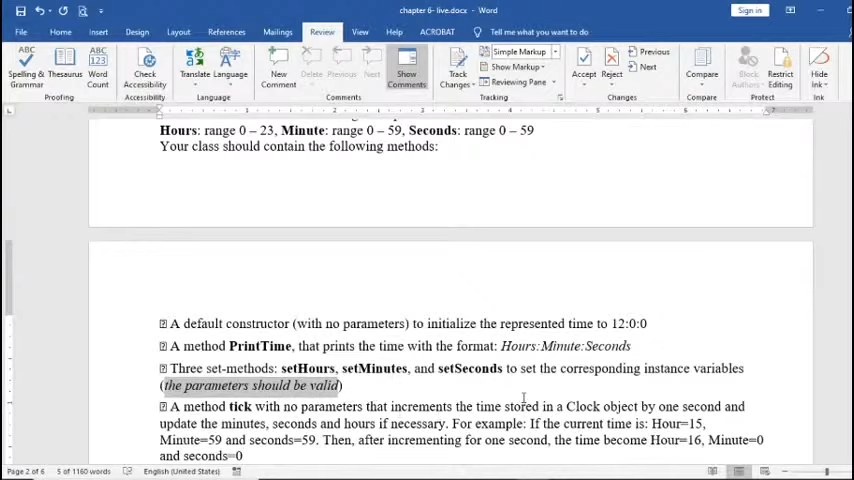 chapter 6- live.docx - Word
Sign in
File Home Insert Draw Design Layout References Mailings Review View Help ACROBAT Tell me what you want to do
Spelling & Grammar
Thesaurus
Word Count
Proofing
Check Accessibility
Accessibility
Translate
Language
Language
New Comment
Delete
Previous
Next
Show Comments
Comments
Track Changes
Simple Markup
Show Markup
Reviewing Pane
Tracking
Accept
Reject
Previous
Next
Changes
Compare
Compare
Block Authors
Restrict Editing
Protect
Hide Ink
Ink
Hours: range 0 – 23, Minute: range 0 – 59, Seconds: range 0 – 59
Your class should contain the following methods:
A default constructor (with no parameters) to initialize the represented time to 12:0:0
A method PrintTime, that prints the time with the format: Hours:Minute:Seconds
Three set-methods: setHours, setMinutes, and setSeconds to set the corresponding instance variables
(the parameters should be valid)
A method tick with no parameters that increments the time stored in a Clock object by one second and
update the minutes, seconds and hours if necessary. For example: If the current time is: Hour=15,
Minute=59 and seconds=59. Then, after incrementing for one second, the time become Hour=16, Minute=0
and seconds=0
Page 2 of 6 5 of 1160 words English (United States)